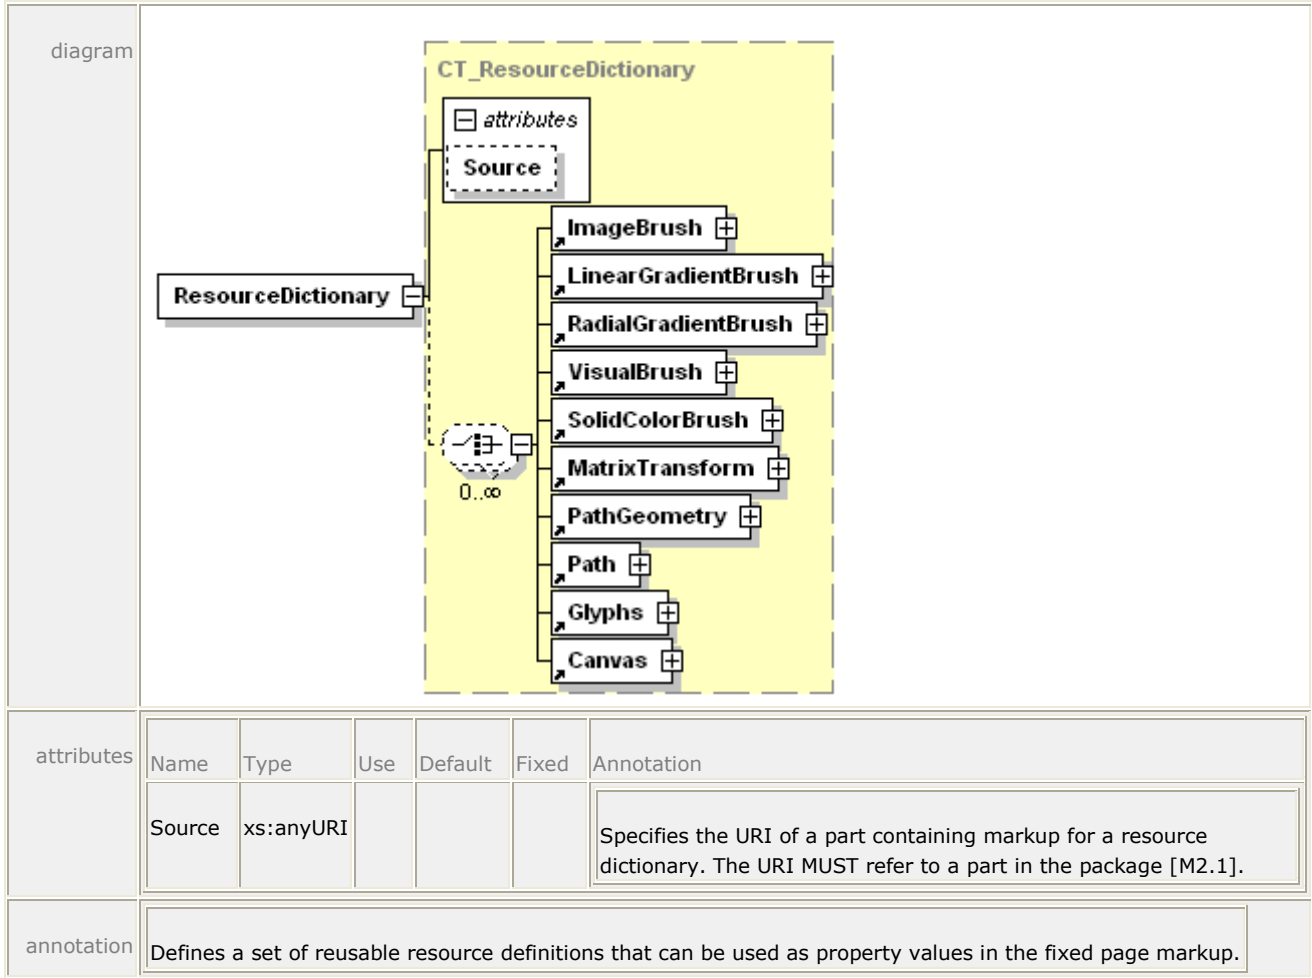 diagram
CT_ResourceDictionary
attributes
Source
ImageBrush
LinearGradientBrush
ResourceDictionary
RadialGradientBrush
VisualBrush
SolidColorBrush
MatrixTransform
0..∞
PathGeometry
Path
Glyphs
Canvas
attributes
Name Type Use Default Fixed Annotation
Source xs:anyURI
Specifies the URI of a part containing markup for a resource
dictionary. The URI MUST refer to a part in the package [M2.1].
annotation
Defines a set of reusable resource definitions that can be used as property values in the fixed page markup.